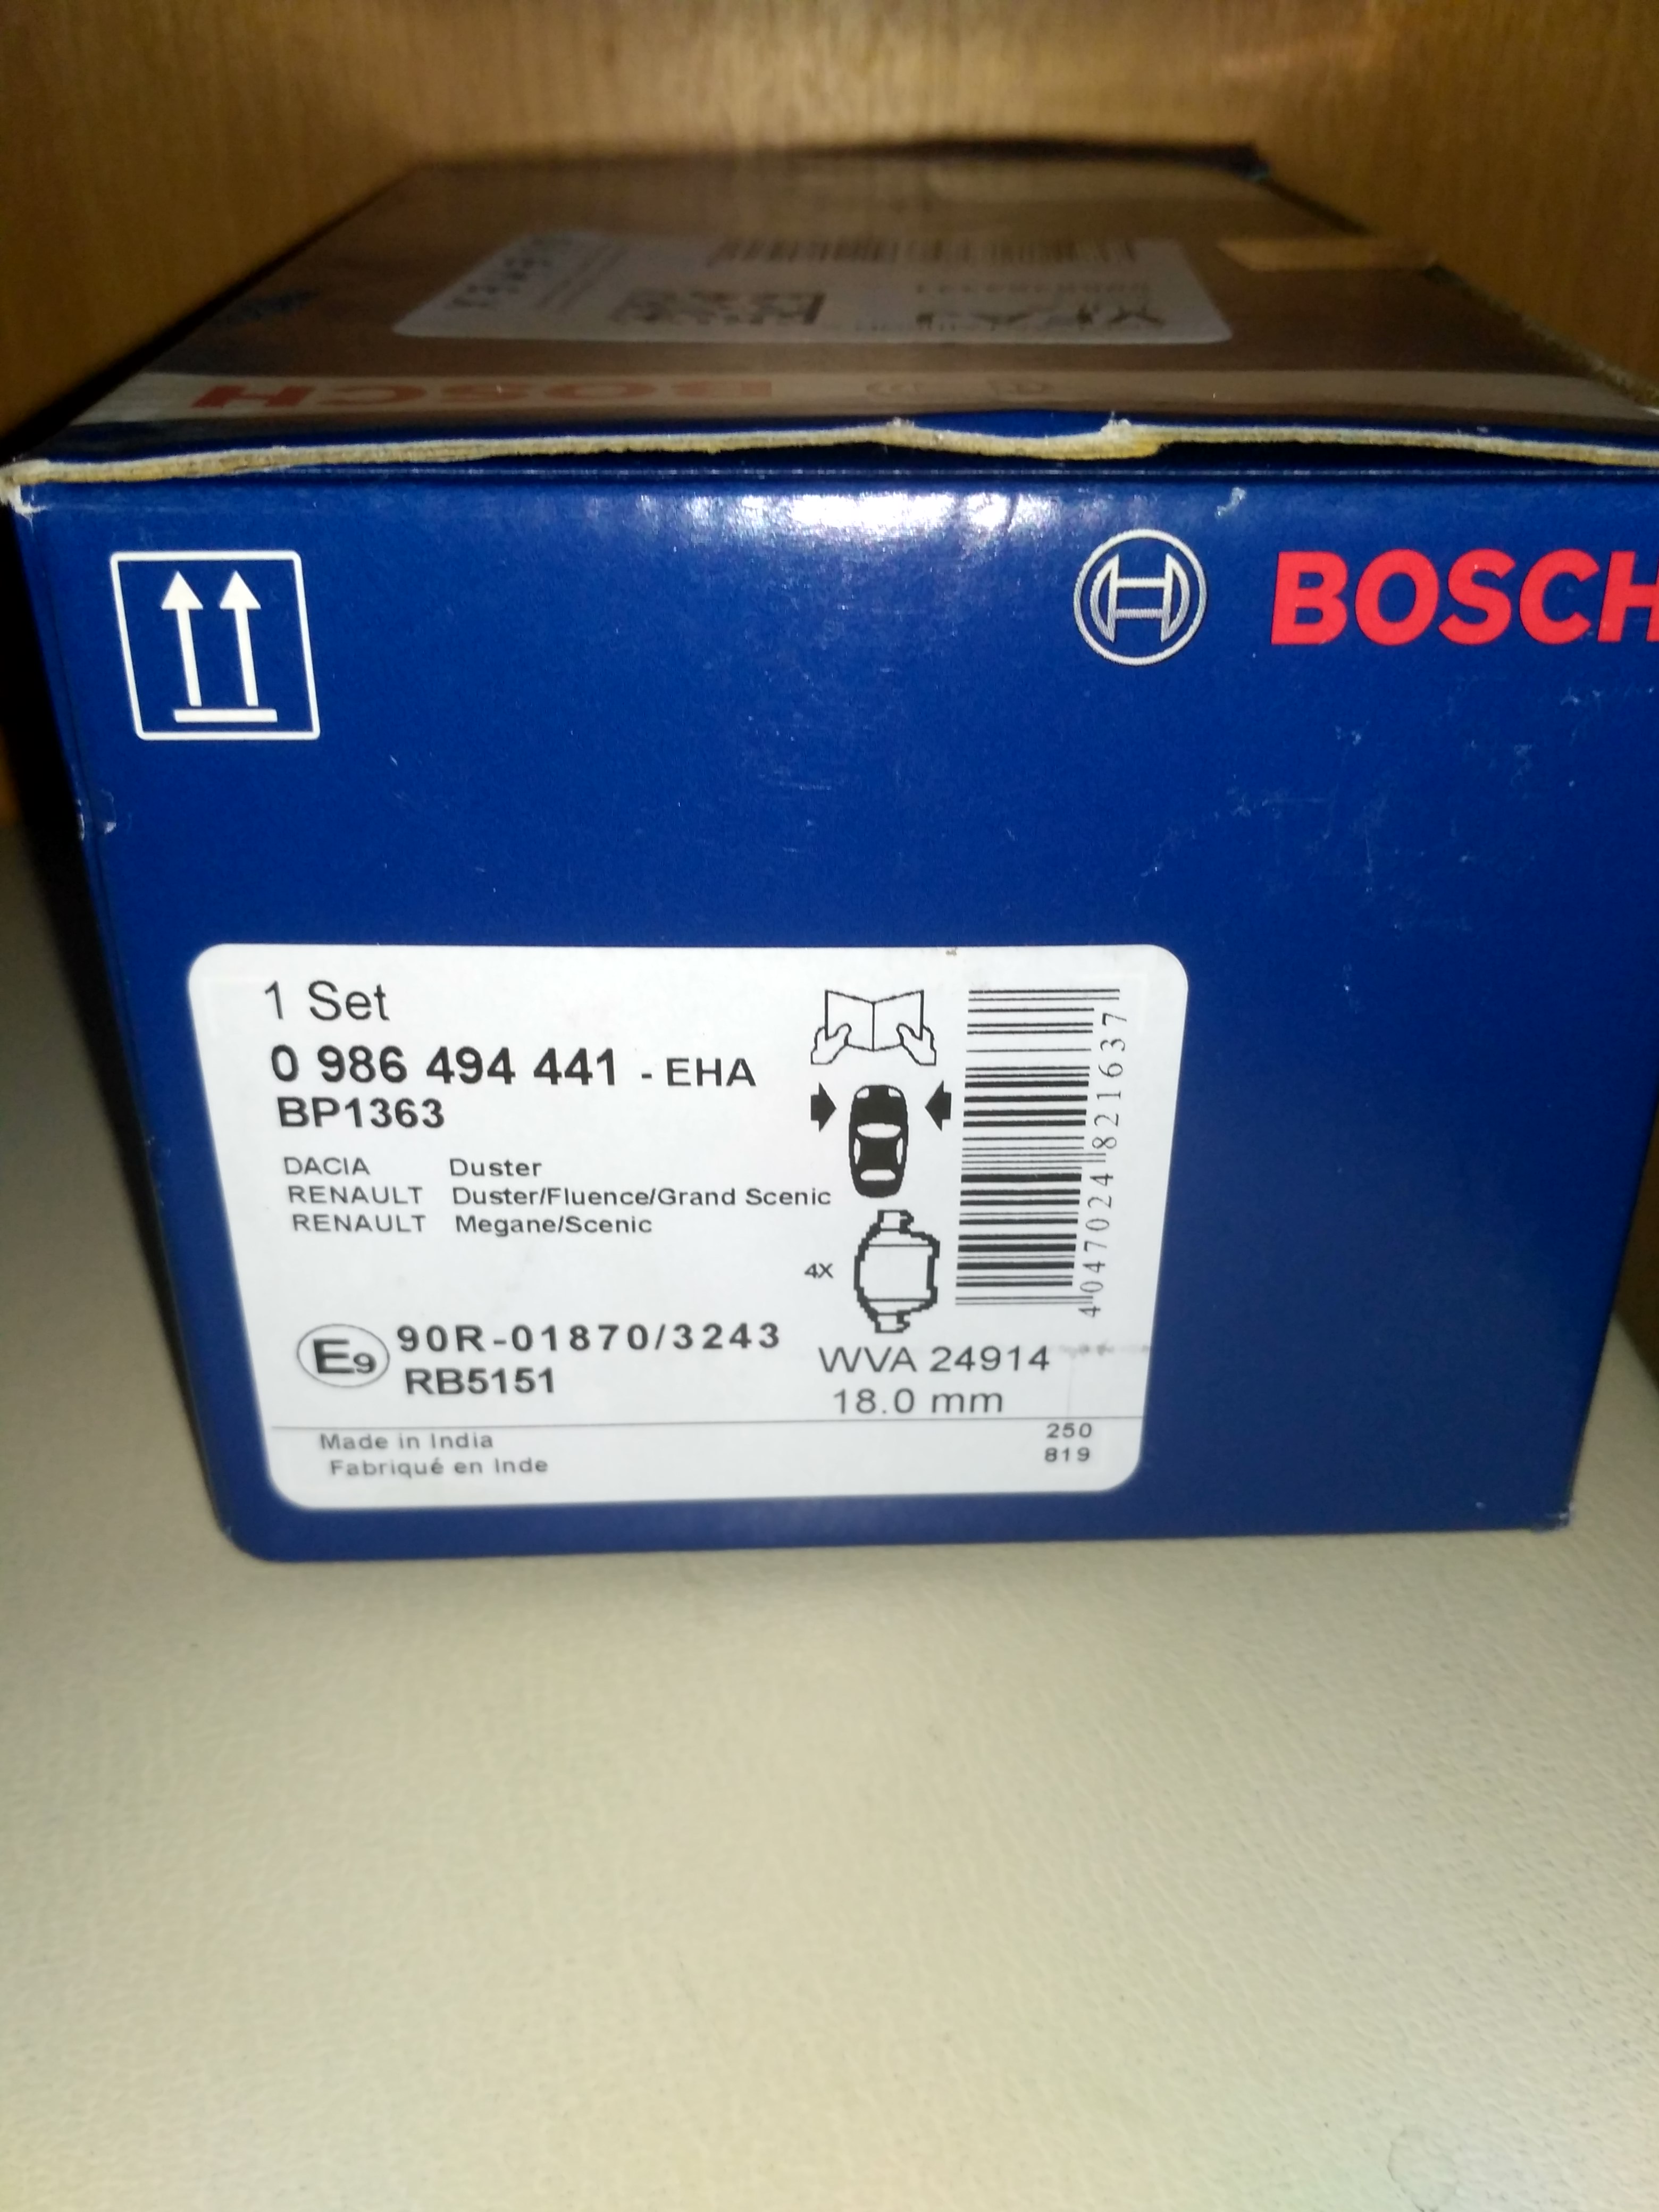 BOSCH
BOSCH
1 Set
0 986 494 441 - EHA
BP1363
DACIA Duster
RENAULT Duster/Fluence/Grand Scenic
RENAULT Megane/Scenic
4X
4 047024 821637
E9 90R-01870/3243
RB5151
WVA 24914
18.0 mm
Made in India
Fabriqué en Inde
250
819